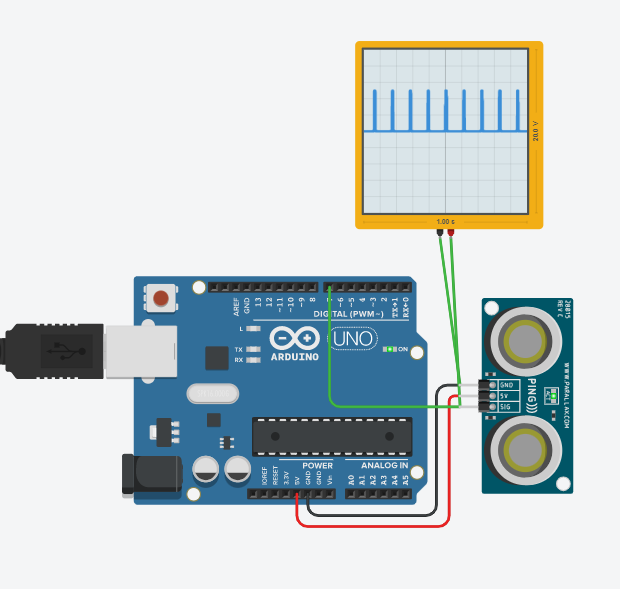 20.0 V
1.00 s
AREF
GND
13
12
~11
~10
~9
8
7
~6
~5
4
~3
2
TX→1
RX←0
DIGITAL (PWM~)
L
TX
RX
ARDUINO
UNO
ON
IOREF
RESET
3.3V
5V
GND
GND
Vin
POWER
ANALOG IN
A0
A1
A2
A3
A4
A5
28015
REV C
WWW.PARALLAX.COM
PING)))
GND
5V
SIG